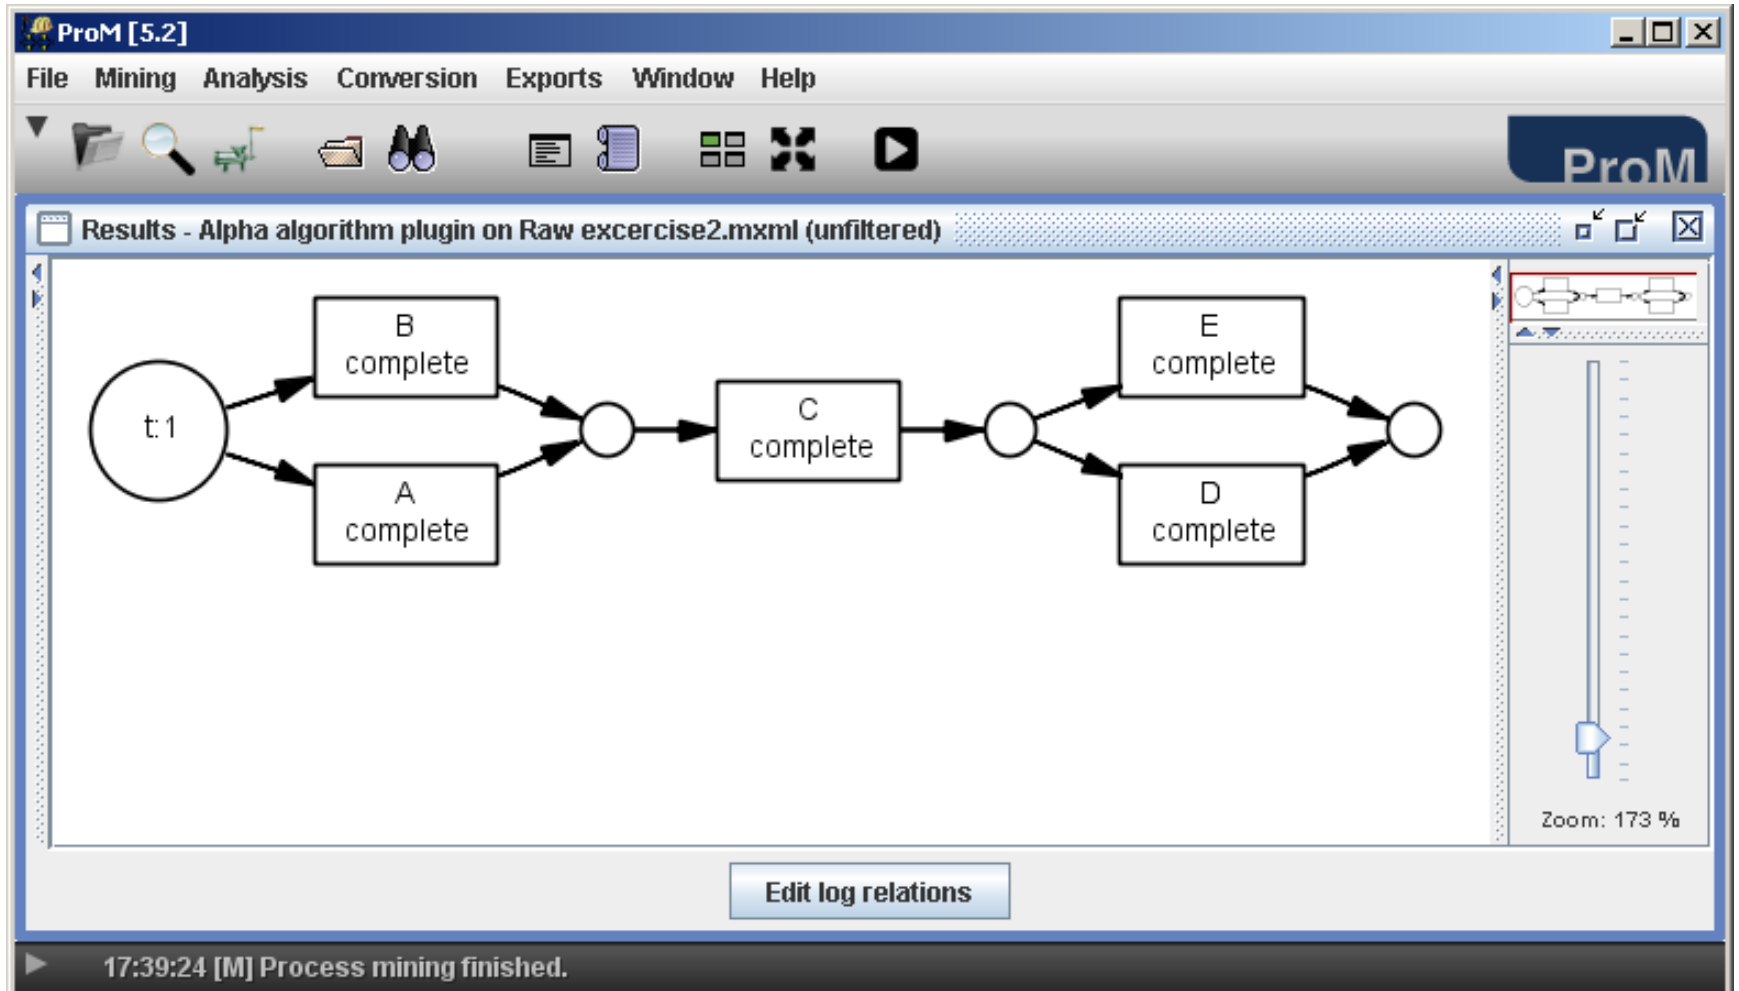 ProM [5.2]
File Mining Analysis Conversion Exports Window Help
ProM
Results - Alpha algorithm plugin on Raw excercise2.mxml (unfiltered)
t:1
B
complete
A
complete
C
complete
E
complete
D
complete
Zoom: 173 %
Edit log relations
17:39:24 [M] Process mining finished.